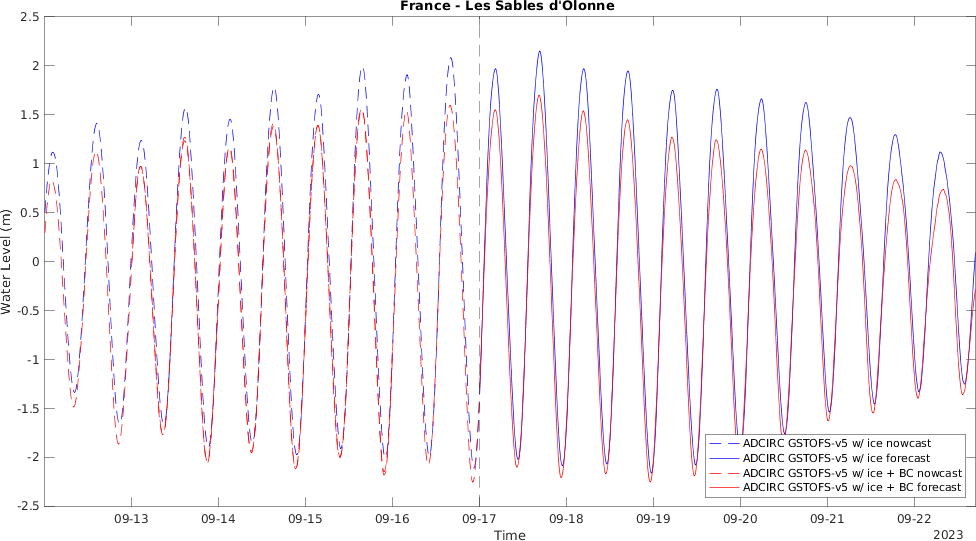 France - Les Sables d'Olonne
2.5
2
1.5
1
0.5
0
-0.5
-1
-1.5
-2
-2.5
Water Level (m)
09-13 09-14 09-15 09-16 09-17 09-18 09-19 09-20 09-21 09-22
Time
2023
ADCIRC GSTOFS-v5 w/ ice nowcast
ADCIRC GSTOFS-v5 w/ ice forecast
ADCIRC GSTOFS-v5 w/ ice + BC nowcast
ADCIRC GSTOFS-v5 w/ ice + BC forecast